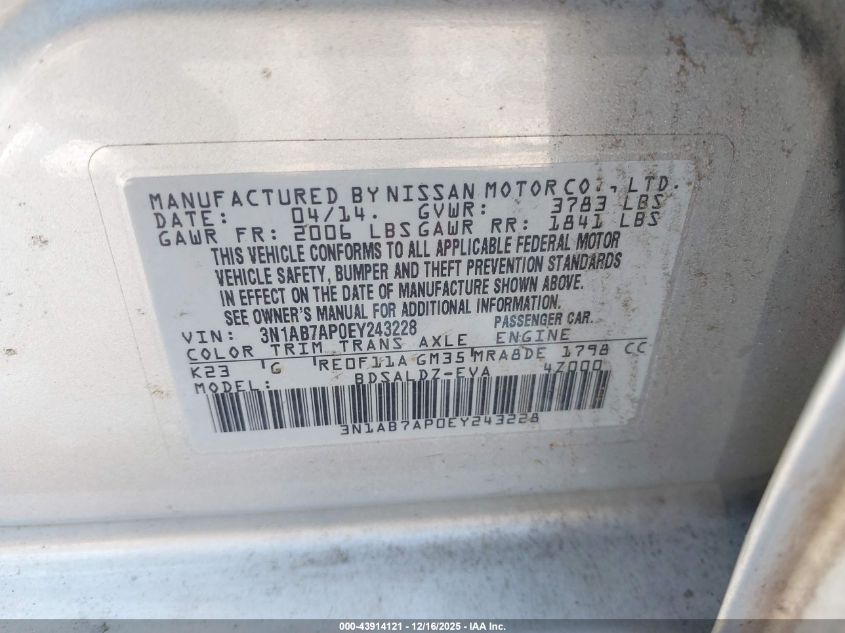 MANUFACTURED BY NISSAN MOTOR CO., LTD.
DATE: 04/14. GVWR: 3783 LBS
GAWR FR: 2006 LBS GAWR RR: 1841 LBS
THIS VEHICLE CONFORMS TO ALL APPLICABLE FEDERAL MOTOR
VEHICLE SAFETY, BUMPER AND THEFT PREVENTION STANDARDS
IN EFFECT ON THE DATE OF MANUFACTURE SHOWN ABOVE.
SEE OWNER'S MANUAL FOR ADDITIONAL INFORMATION.
VIN: 3N1AB7AP0EY243228 PASSENGER CAR.
COLOR TRIM TRANS AXLE ENGINE
K23 G RE0F11A GM35 MRA8DE 1798 CC
MODEL: BDSALDZ-EVA 4Z000
3N1AB7AP0EY243228
000-43914121 - 12/16/2025 - IAA Inc.